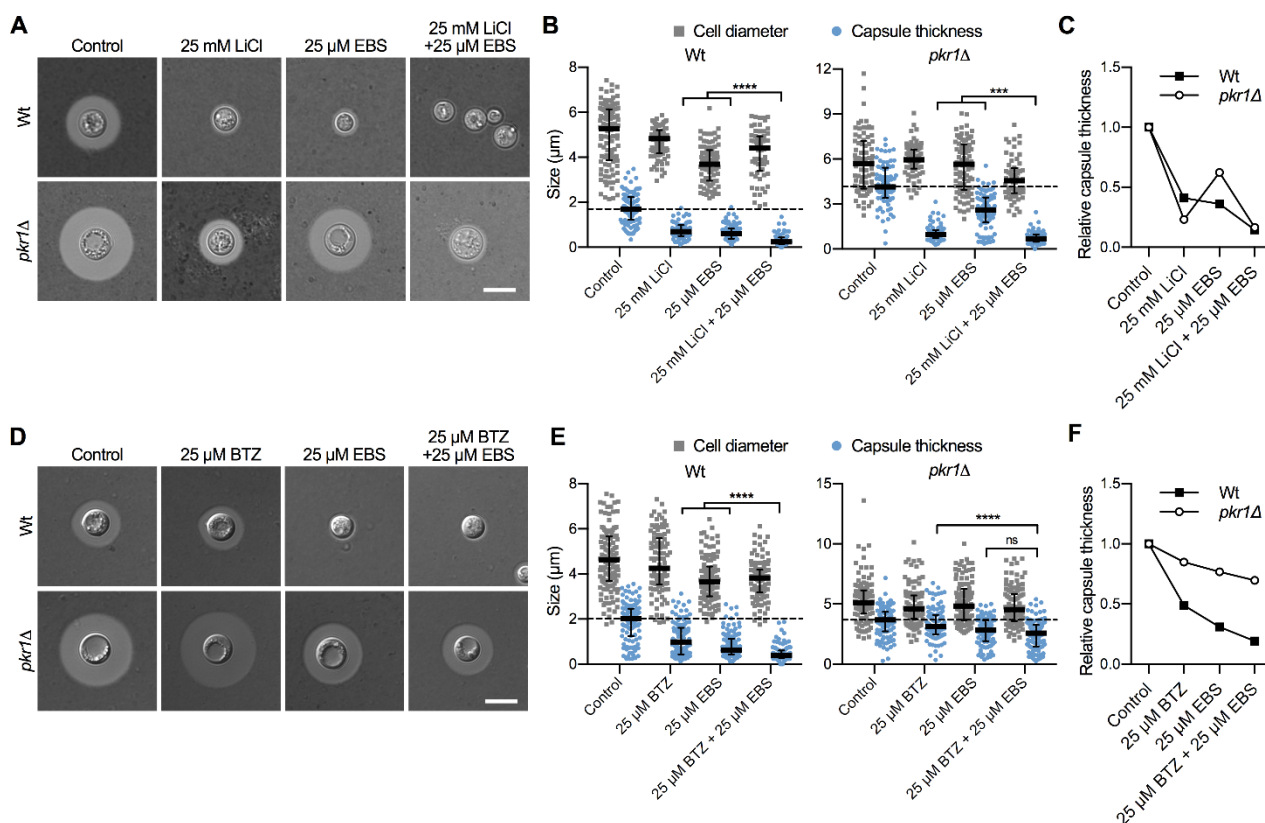 A
Control
25 mM LiCl
25 µM EBS
25 mM LiCl
+25 µM EBS
Wt
pkr1Δ
B
Cell diameter
Capsule thickness
Wt
pkr1Δ
Size (µm)
8
6
4
2
0
****
12
9
6
3
0
***
Control
25 mM LiCl
25 µM EBS
25 mM LiCl + 25 µM EBS
Control
25 mM LiCl
25 µM EBS
25 mM LiCl + 25 µM EBS
C
Relative capsule thickness
1.5
1.0
0.5
0.0
Wt
pkr1Δ
Control
25 mM LiCl
25 µM EBS
25 mM LiCl + 25 µM EBS
D
Control
25 µM BTZ
25 µM EBS
25 µM BTZ
+25 µM EBS
Wt
pkr1Δ
E
Cell diameter
Capsule thickness
Wt
pkr1Δ
Size (µm)
8
6
4
2
0
****
15
10
5
0
****
ns
Control
25 µM BTZ
25 µM EBS
25 µM BTZ + 25 µM EBS
Control
25 µM BTZ
25 µM EBS
25 µM BTZ + 25 µM EBS
F
Relative capsule thickness
1.5
1.0
0.5
0.0
Wt
pkr1Δ
Control
25 µM BTZ
25 µM EBS
25 µM BTZ + 25 µM EBS